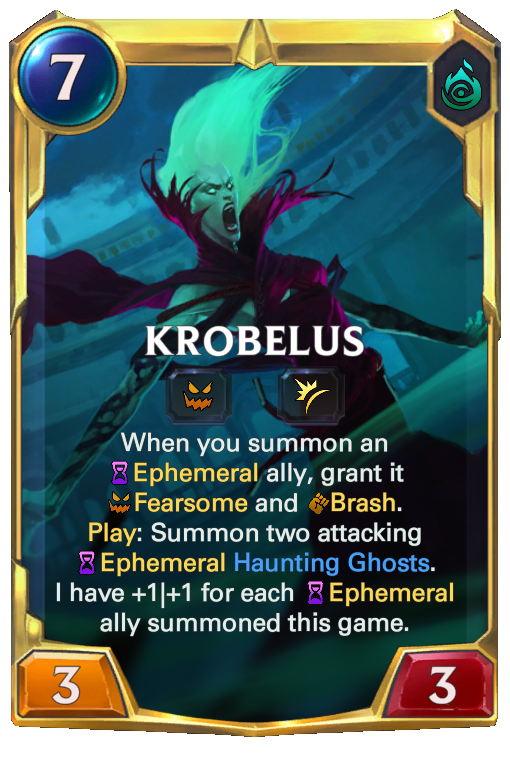 7
KROBELUS
When you summon an
Ephemeral ally, grant it
Fearsome and Brash.
Play: Summon two attacking
Ephemeral Haunting Ghosts.
I have +1|+1 for each Ephemeral
ally summoned this game.
3
3